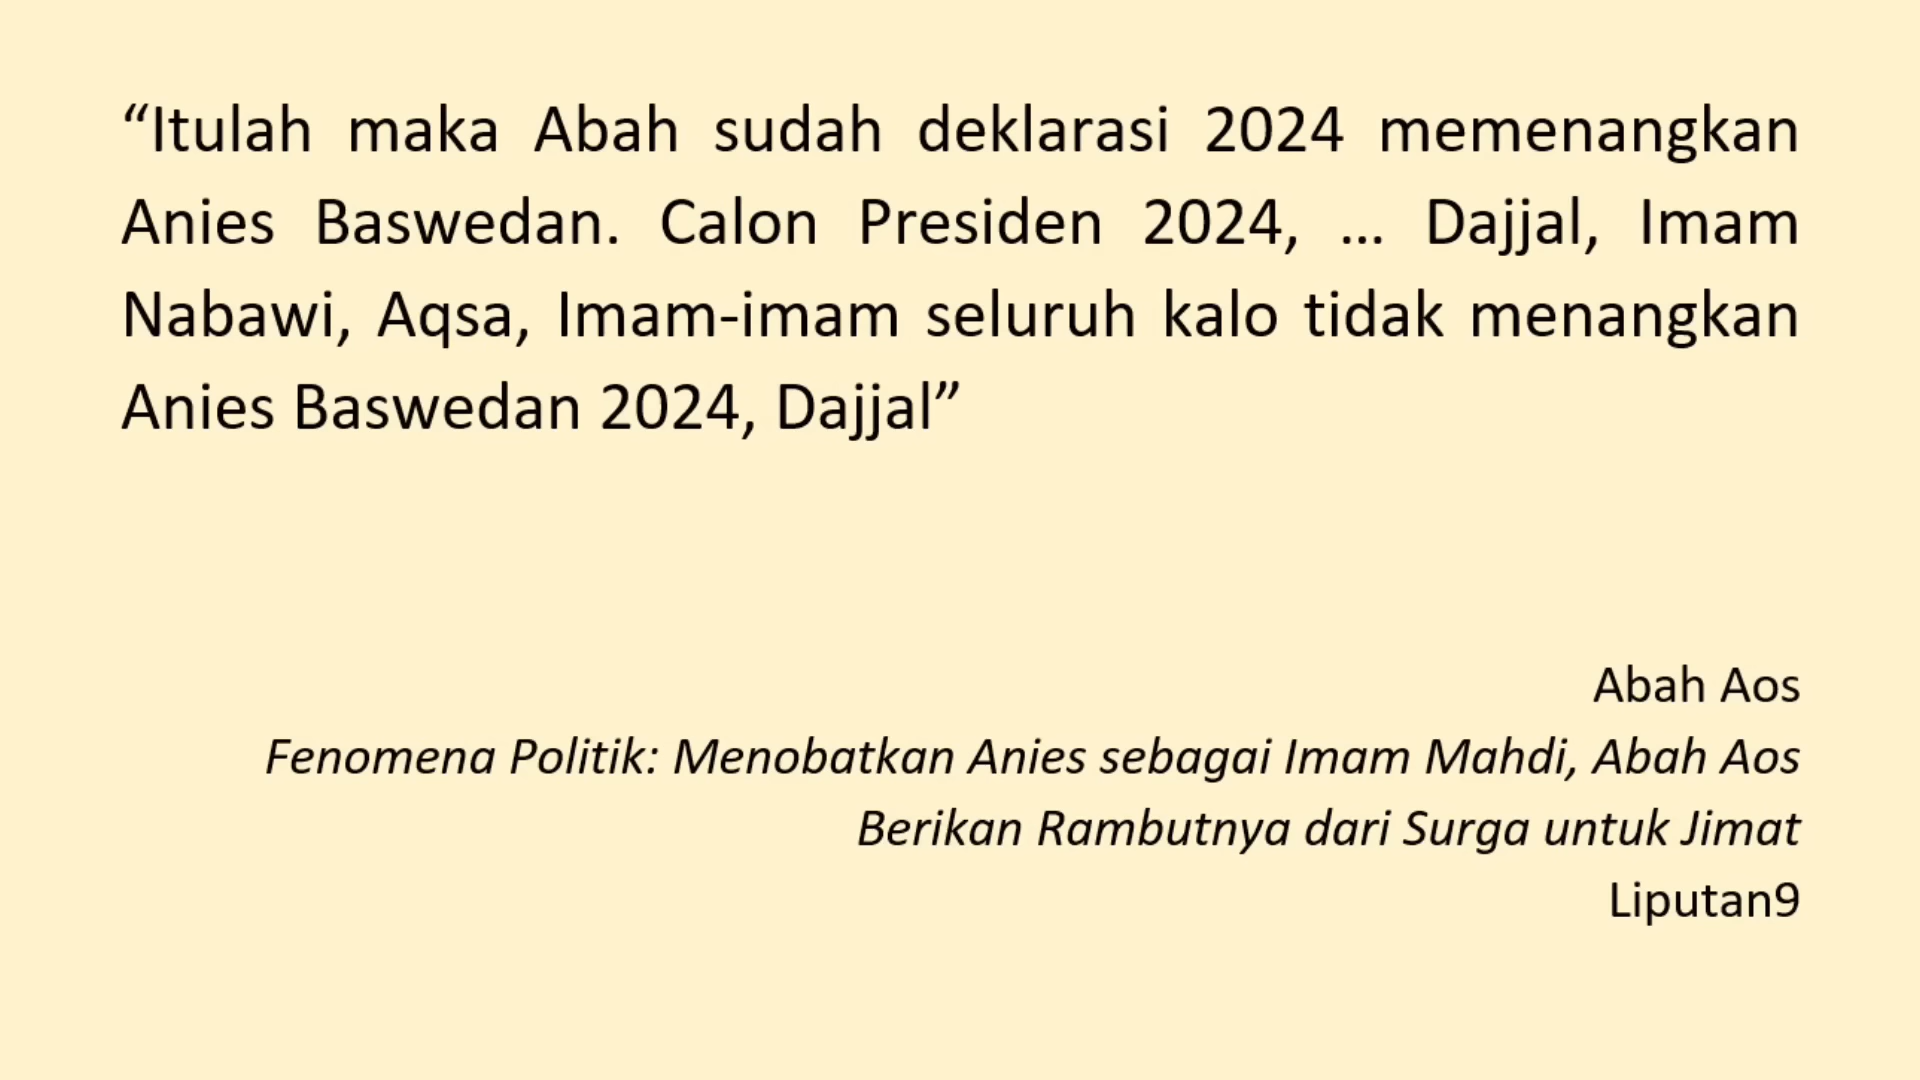 “Itulah maka Abah sudah deklarasi 2024 memenangkan
Anies Baswedan. Calon Presiden 2024, ... Dajjal, Imam
Nabawi, Aqsa, Imam-imam seluruh kalo tidak menangkan
Anies Baswedan 2024, Dajjal”
Abah Aos
Fenomena Politik: Menobatkan Anies sebagai Imam Mahdi, Abah Aos
Berikan Rambutnya dari Surga untuk Jimat
Liputan9